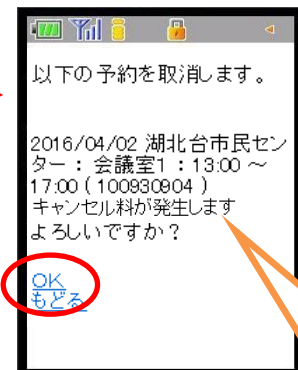 以下の予約を取消します。
2016/04/02 湖北台市民セン
ター： 会議室1：13:00～
17:00(100930904)
キャンセル料が発生します
よろしいですか？
OK
もどる